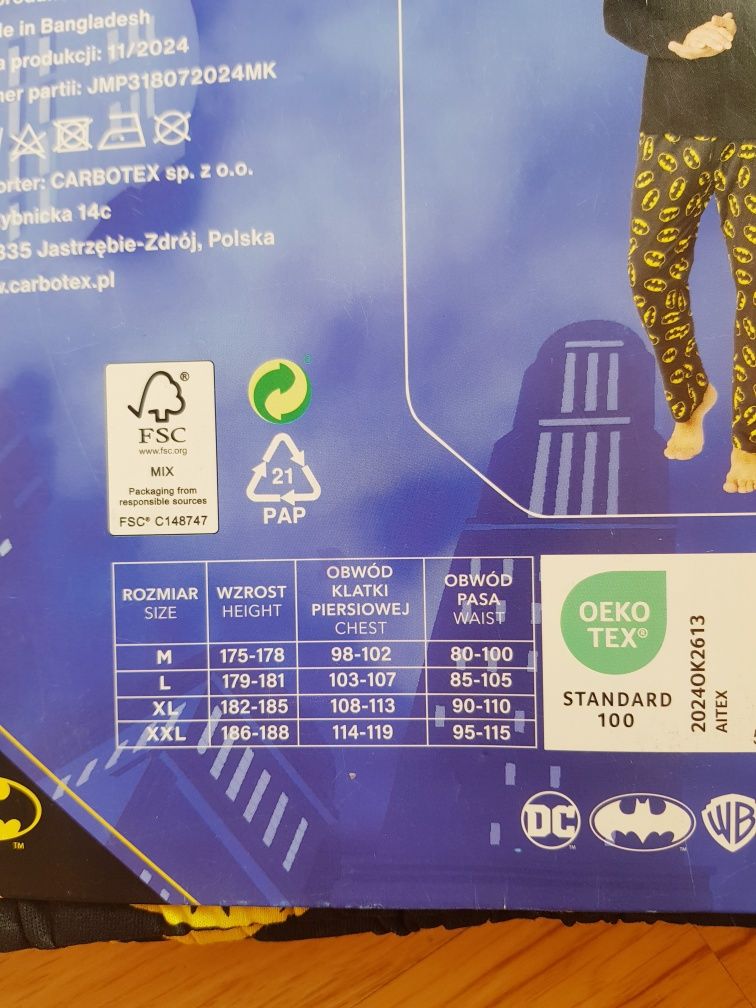 de in Bangladesh
a produkcji: 11/2024
mer partii: JMP318072024MK
orter: CARBOTEX sp. z o.o.
ybnicka 14c
335 Jastrzębie-Zdrój, Polska
w.carbotex.pl
FSC®
www.fsc.org
MIX
Packaging from
responsible sources
FSC® C148747
21
PAP
ROZMIAR SIZE WZROST HEIGHT OBWÓD KLATKI PIERSIOWEJ CHEST OBWÓD PASA WAIST
M 175-178 98-102 80-100
L 179-181 103-107 85-105
XL 182-185 108-113 90-110
XXL 186-188 114-119 95-115
OEKO
TEX®
STANDARD
100
2024OK2613
AITEX
DC
WB
TM